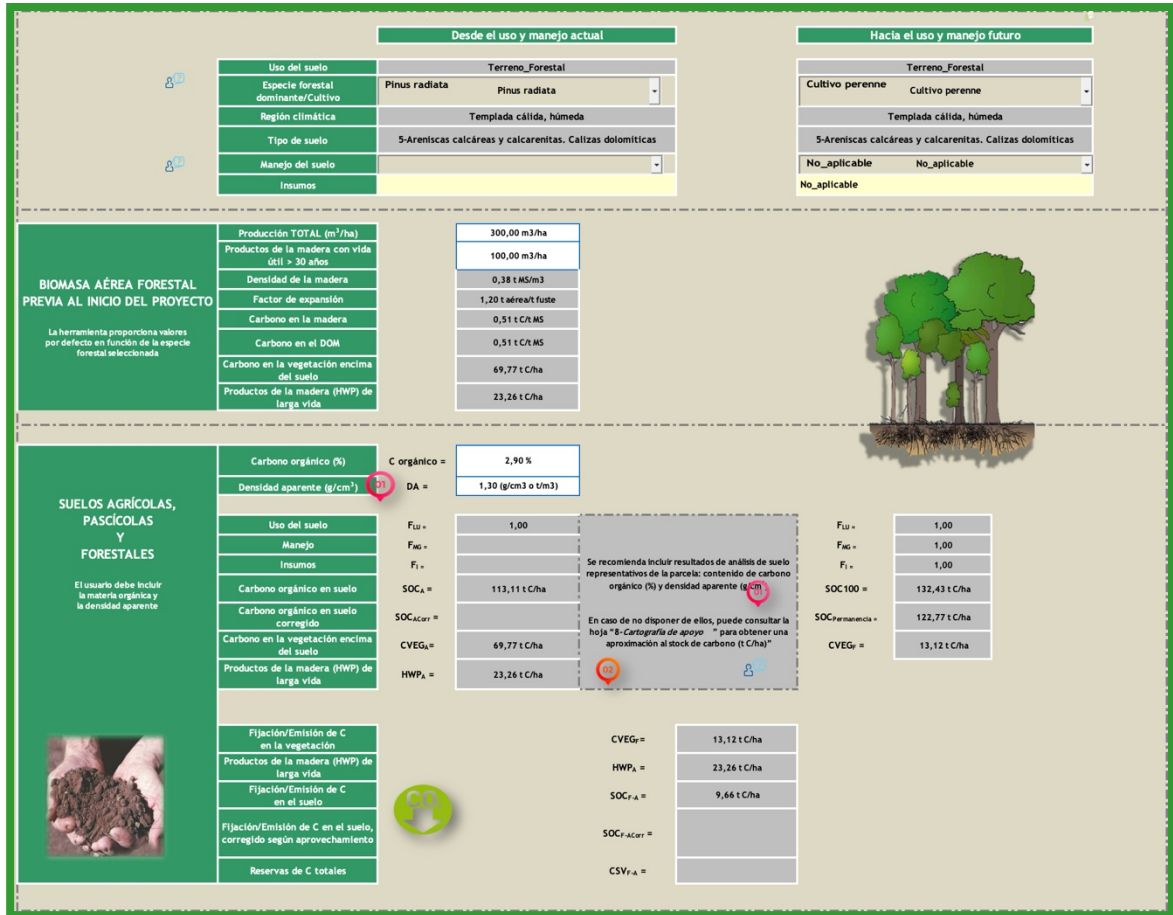 Desde el uso y manejo actual
Hacia el uso y manejo futuro
Uso del suelo
Terreno_Forestal
Terreno_Forestal
Especie forestal
dominante/Cultivo
Pinus radiata
Pinus radiata
Cultivo perenne
Cultivo perenne
Región climática
Templada cálida, húmeda
Templada cálida, húmeda
Tipo de suelo
5-Areniscas calcáreas y calcarenitas. Calizas dolomíticas
5-Areniscas calcáreas y calcarenitas. Calizas dolomíticas
Manejo del suelo
No_aplicable
No_aplicable
Insumos
No_aplicable
BIOMASA AÉREA FORESTAL
PREVIA AL INICIO DEL PROYECTO
La herramienta proporciona valores
por defecto en función de la especie
forestal seleccionada
Producción TOTAL (m³/ha)
300,00 m3/ha
Productos de la madera con vida
útil > 30 años
100,00 m3/ha
Densidad de la madera
0,38 t MS/m3
Factor de expansión
1,20 t aérea/t fuste
Carbono en la madera
0,51 t C/t MS
Carbono en el DOM
0,51 t C/t MS
Carbono en la vegetación encima
del suelo
69,77 t C/ha
Productos de la madera (HWP) de
larga vida
23,26 t C/ha
SUELOS AGRÍCOLAS,
PASCÍCOLAS
Y
FORESTALES
El usuario debe incluir
la materia orgánica y
la densidad aparente
Carbono orgánico (%)
C orgánico =
2,90 %
Densidad aparente (g/cm³)
01
DA =
1,30 (g/cm3 o t/m3)
Uso del suelo
FLU =
1,00
FLU =
1,00
Manejo
FMG =
FMG =
1,00
Insumos
FI =
FI =
1,00
Carbono orgánico en suelo
SOCA =
113,11 t C/ha
SOC100 =
132,43 t C/ha
Carbono orgánico en suelo
corregido
SOCACorr =
SOCPermanencia =
122,77 t C/ha
Carbono en la vegetación encima
del suelo
CVEGA=
69,77 t C/ha
CVEGF =
13,12 t C/ha
Productos de la madera (HWP) de
larga vida
HWPA =
23,26 t C/ha
Se recomienda incluir resultados de análisis de suelo
representativos de la parcela: contenido de carbono
orgánico (%) y densidad aparente (g/cm
01
En caso de no disponer de ellos, puede consultar la
hoja "8-Cartografía de apoyo " para obtener una
aproximación al stock de carbono (t C/ha)"
02
Fijación/Emisión de C
en la vegetación
CVEGF=
13,12 t C/ha
Productos de la madera (HWP) de
larga vida
HWPA =
23,26 t C/ha
Fijación/Emisión de C
en el suelo
CO2
SOCF-A =
9,66 t C/ha
Fijación/Emisión de C en el suelo,
corregido según aprovechamiento
SOCF-ACorr =
Reservas de C totales
CSVF-A =